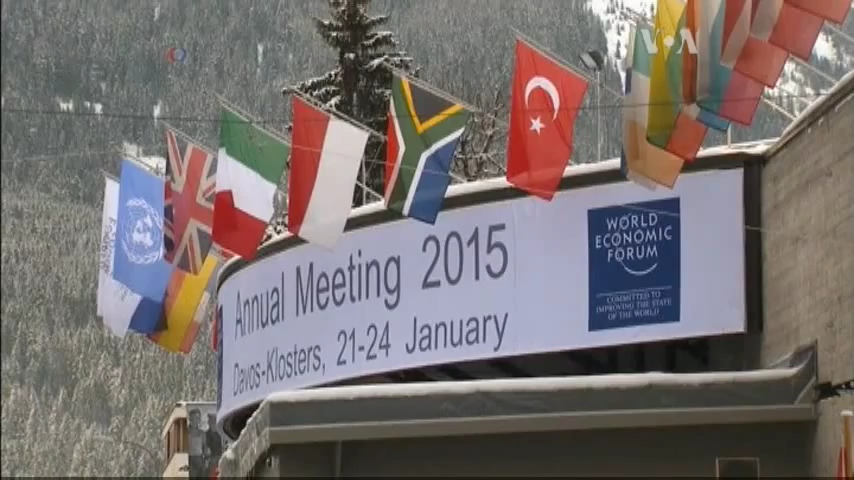 VOA
Annual Meeting 2015
Davos-Klosters, 21-24 January
WORLD
ECONOMIC
FORUM
COMMITTED TO
IMPROVING THE STATE
OF THE WORLD